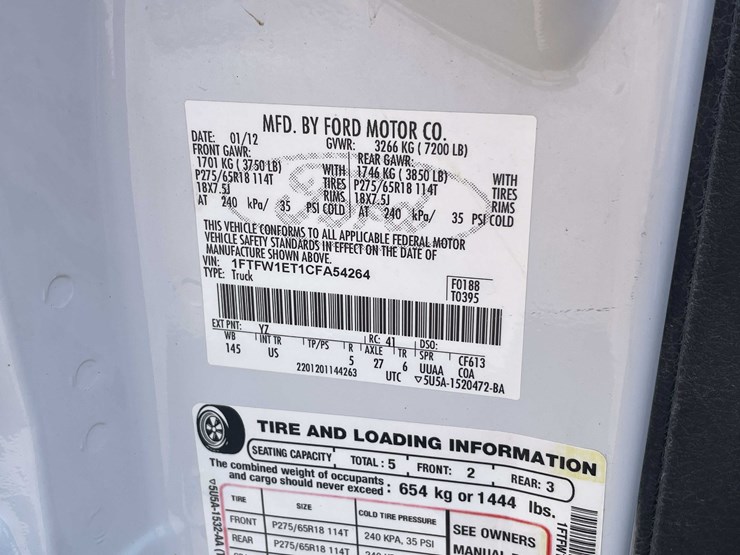 MFD. BY FORD MOTOR CO.
DATE: 01/12 GVWR: 3266 KG ( 7200 LB)
FRONT GAWR: REAR GAWR:
1701 KG ( 3750 LB) WITH 1746 KG ( 3850 LB) WITH
P275/65R18 114T TIRES P275/65R18 114T TIRES
18X7.5J RIMS 18X7.5J RIMS
AT 240 kPa/ 35 PSI COLD AT 240 kPa/ 35 PSI COLD
THIS VEHICLE CONFORMS TO ALL APPLICABLE FEDERAL MOTOR
VEHICLE SAFETY STANDARDS IN EFFECT ON THE DATE OF
MANUFACTURE SHOWN ABOVE.
VIN: 1FTFW1ET1CFA54264
TYPE: Truck
F0188
T0395
EXT PNT: YZ RC: 41 DSO:
WB INT TR TP/PS R AXLE TR SPR CF613
145 US 5 27 6 UUAA COA
2201201144263 UTC ▽5U5A-1520472-BA
TIRE AND LOADING INFORMATION
SEATING CAPACITY TOTAL : 5 FRONT: 2 REAR: 3
The combined weight of occupants
and cargo should never exceed : 654 kg or 1444 lbs.
TIRE SIZE COLD TIRE PRESSURE
FRONT P275/65R18 114T 240 KPA, 35 PSI
REAR P275/65R18 114T
SEE OWNERS
MANUAL
▽5U5A-1532-AA